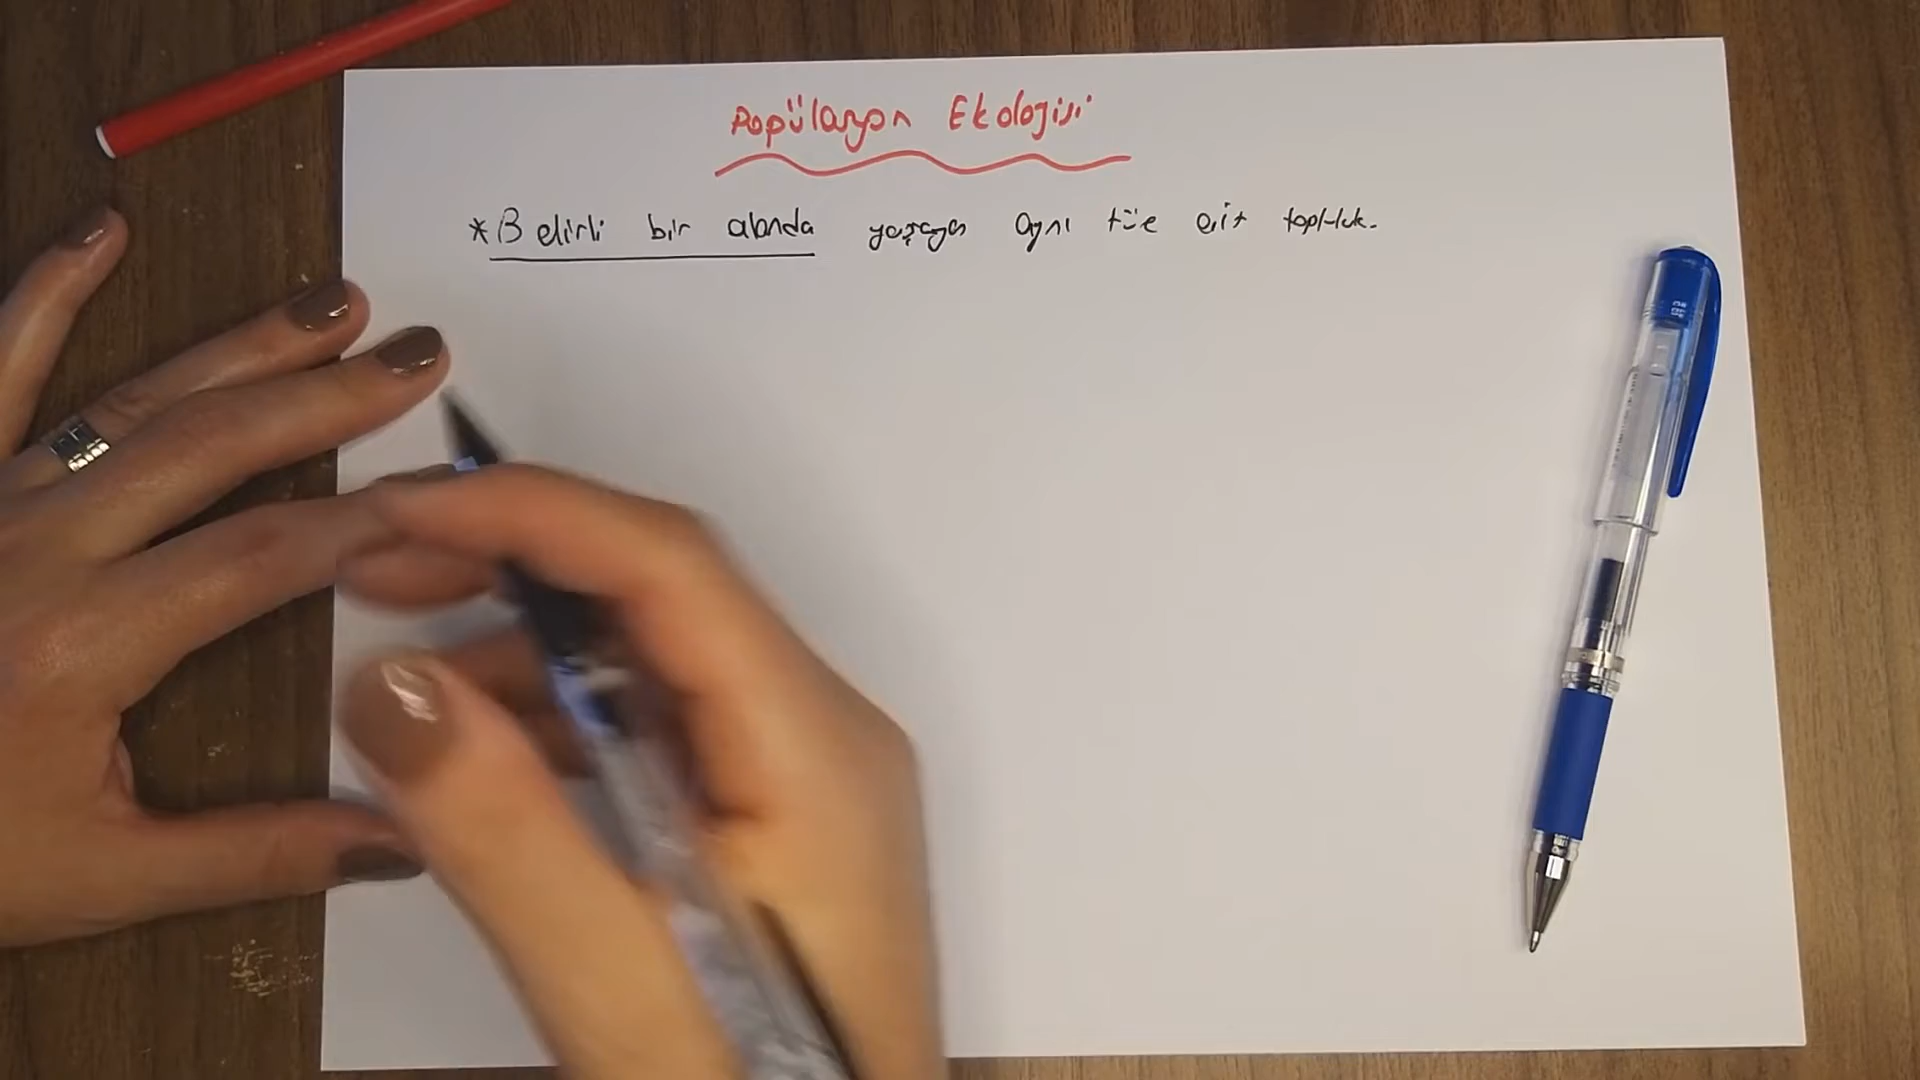 Popülasyon Ekolojisi
*Belirli bir alanda yaşayan aynı türe ait topluluk.